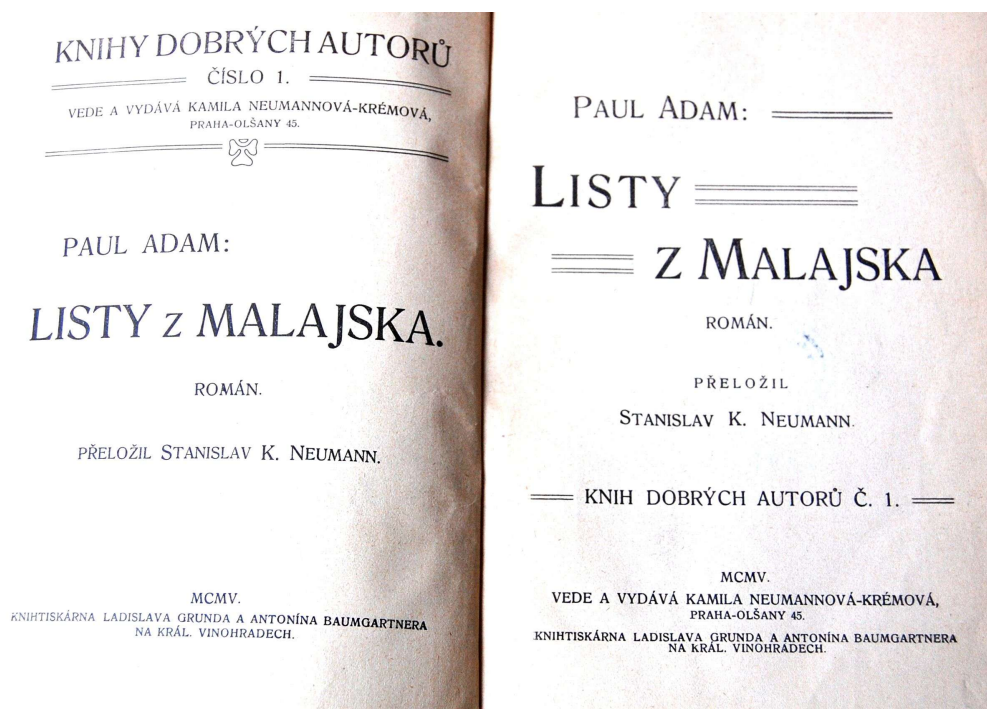 KNIHY DOBRÝCH AUTORŮ
ČÍSLO 1.
VEDE A VYDÁVÁ KAMILA NEUMANNOVÁ-KRÉMOVÁ,
PRAHA-OLŠANY 45.
PAUL ADAM:
LISTY Z MALAJSKA.
ROMÁN.
PŘELOŽIL STANISLAV K. NEUMANN.
MCMV.
KNIHTISKÁRNA LADISLAVA GRUNDA A ANTONÍNA BAUMGARTNERA
NA KRÁL. VINOHRADECH.
PAUL ADAM:
LISTY
Z MALAJSKA
ROMÁN.
PŘELOŽIL
STANISLAV K. NEUMANN.
KNIH DOBRÝCH AUTORŮ Č. 1.
MCMV.
VEDE A VYDÁVÁ KAMILA NEUMANNOVÁ-KRÉMOVÁ,
PRAHA-OLŠANY 45.
KNIHTISKÁRNA LADISLAVA GRUNDA A ANTONÍNA BAUMGARTNERA
NA KRÁL. VINOHRADECH.